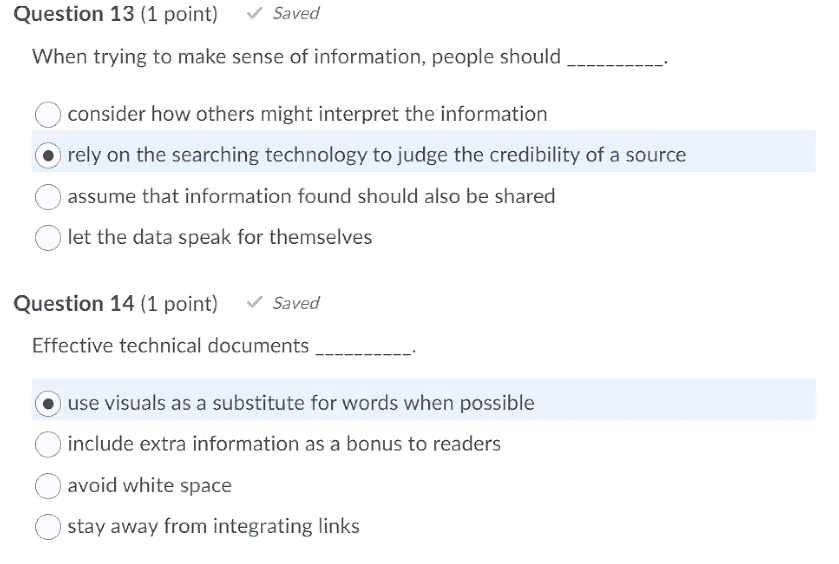 Question 13 (1 point) Saved
When trying to make sense of information, people should __________.
consider how others might interpret the information
rely on the searching technology to judge the credibility of a source
assume that information found should also be shared
let the data speak for themselves
Question 14 (1 point) Saved
Effective technical documents __________.
use visuals as a substitute for words when possible
include extra information as a bonus to readers
avoid white space
stay away from integrating links